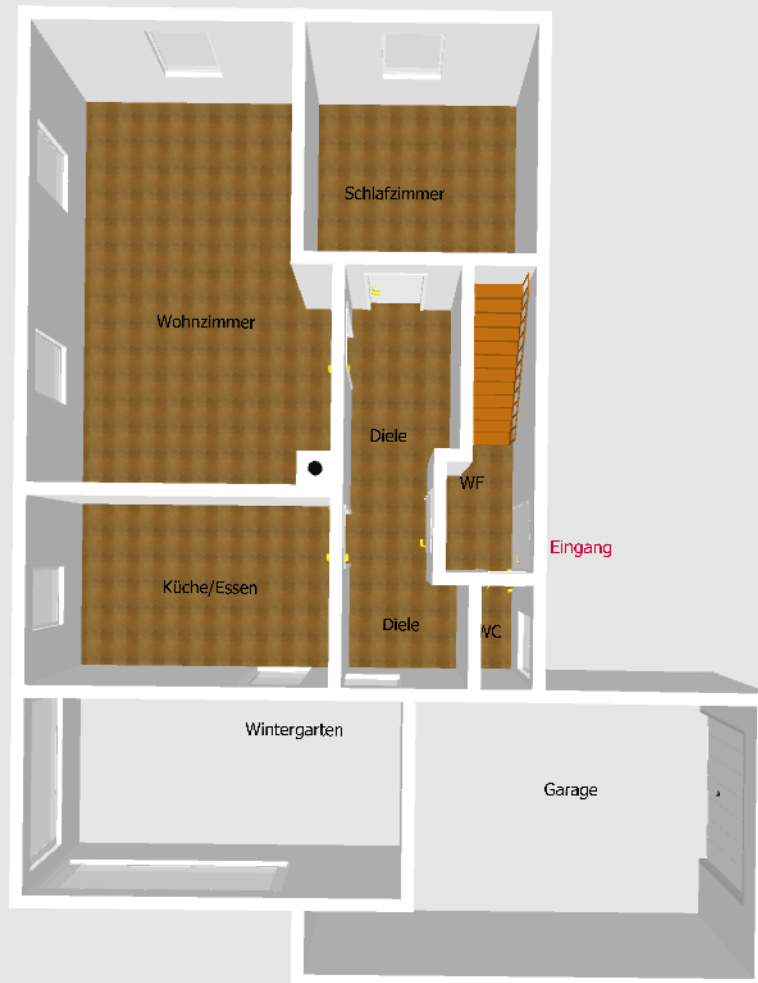 Schlafzimmer
Wohnzimmer
Diele
WF
Eingang
Küche/Essen
Diele
WC
Wintergarten
Garage